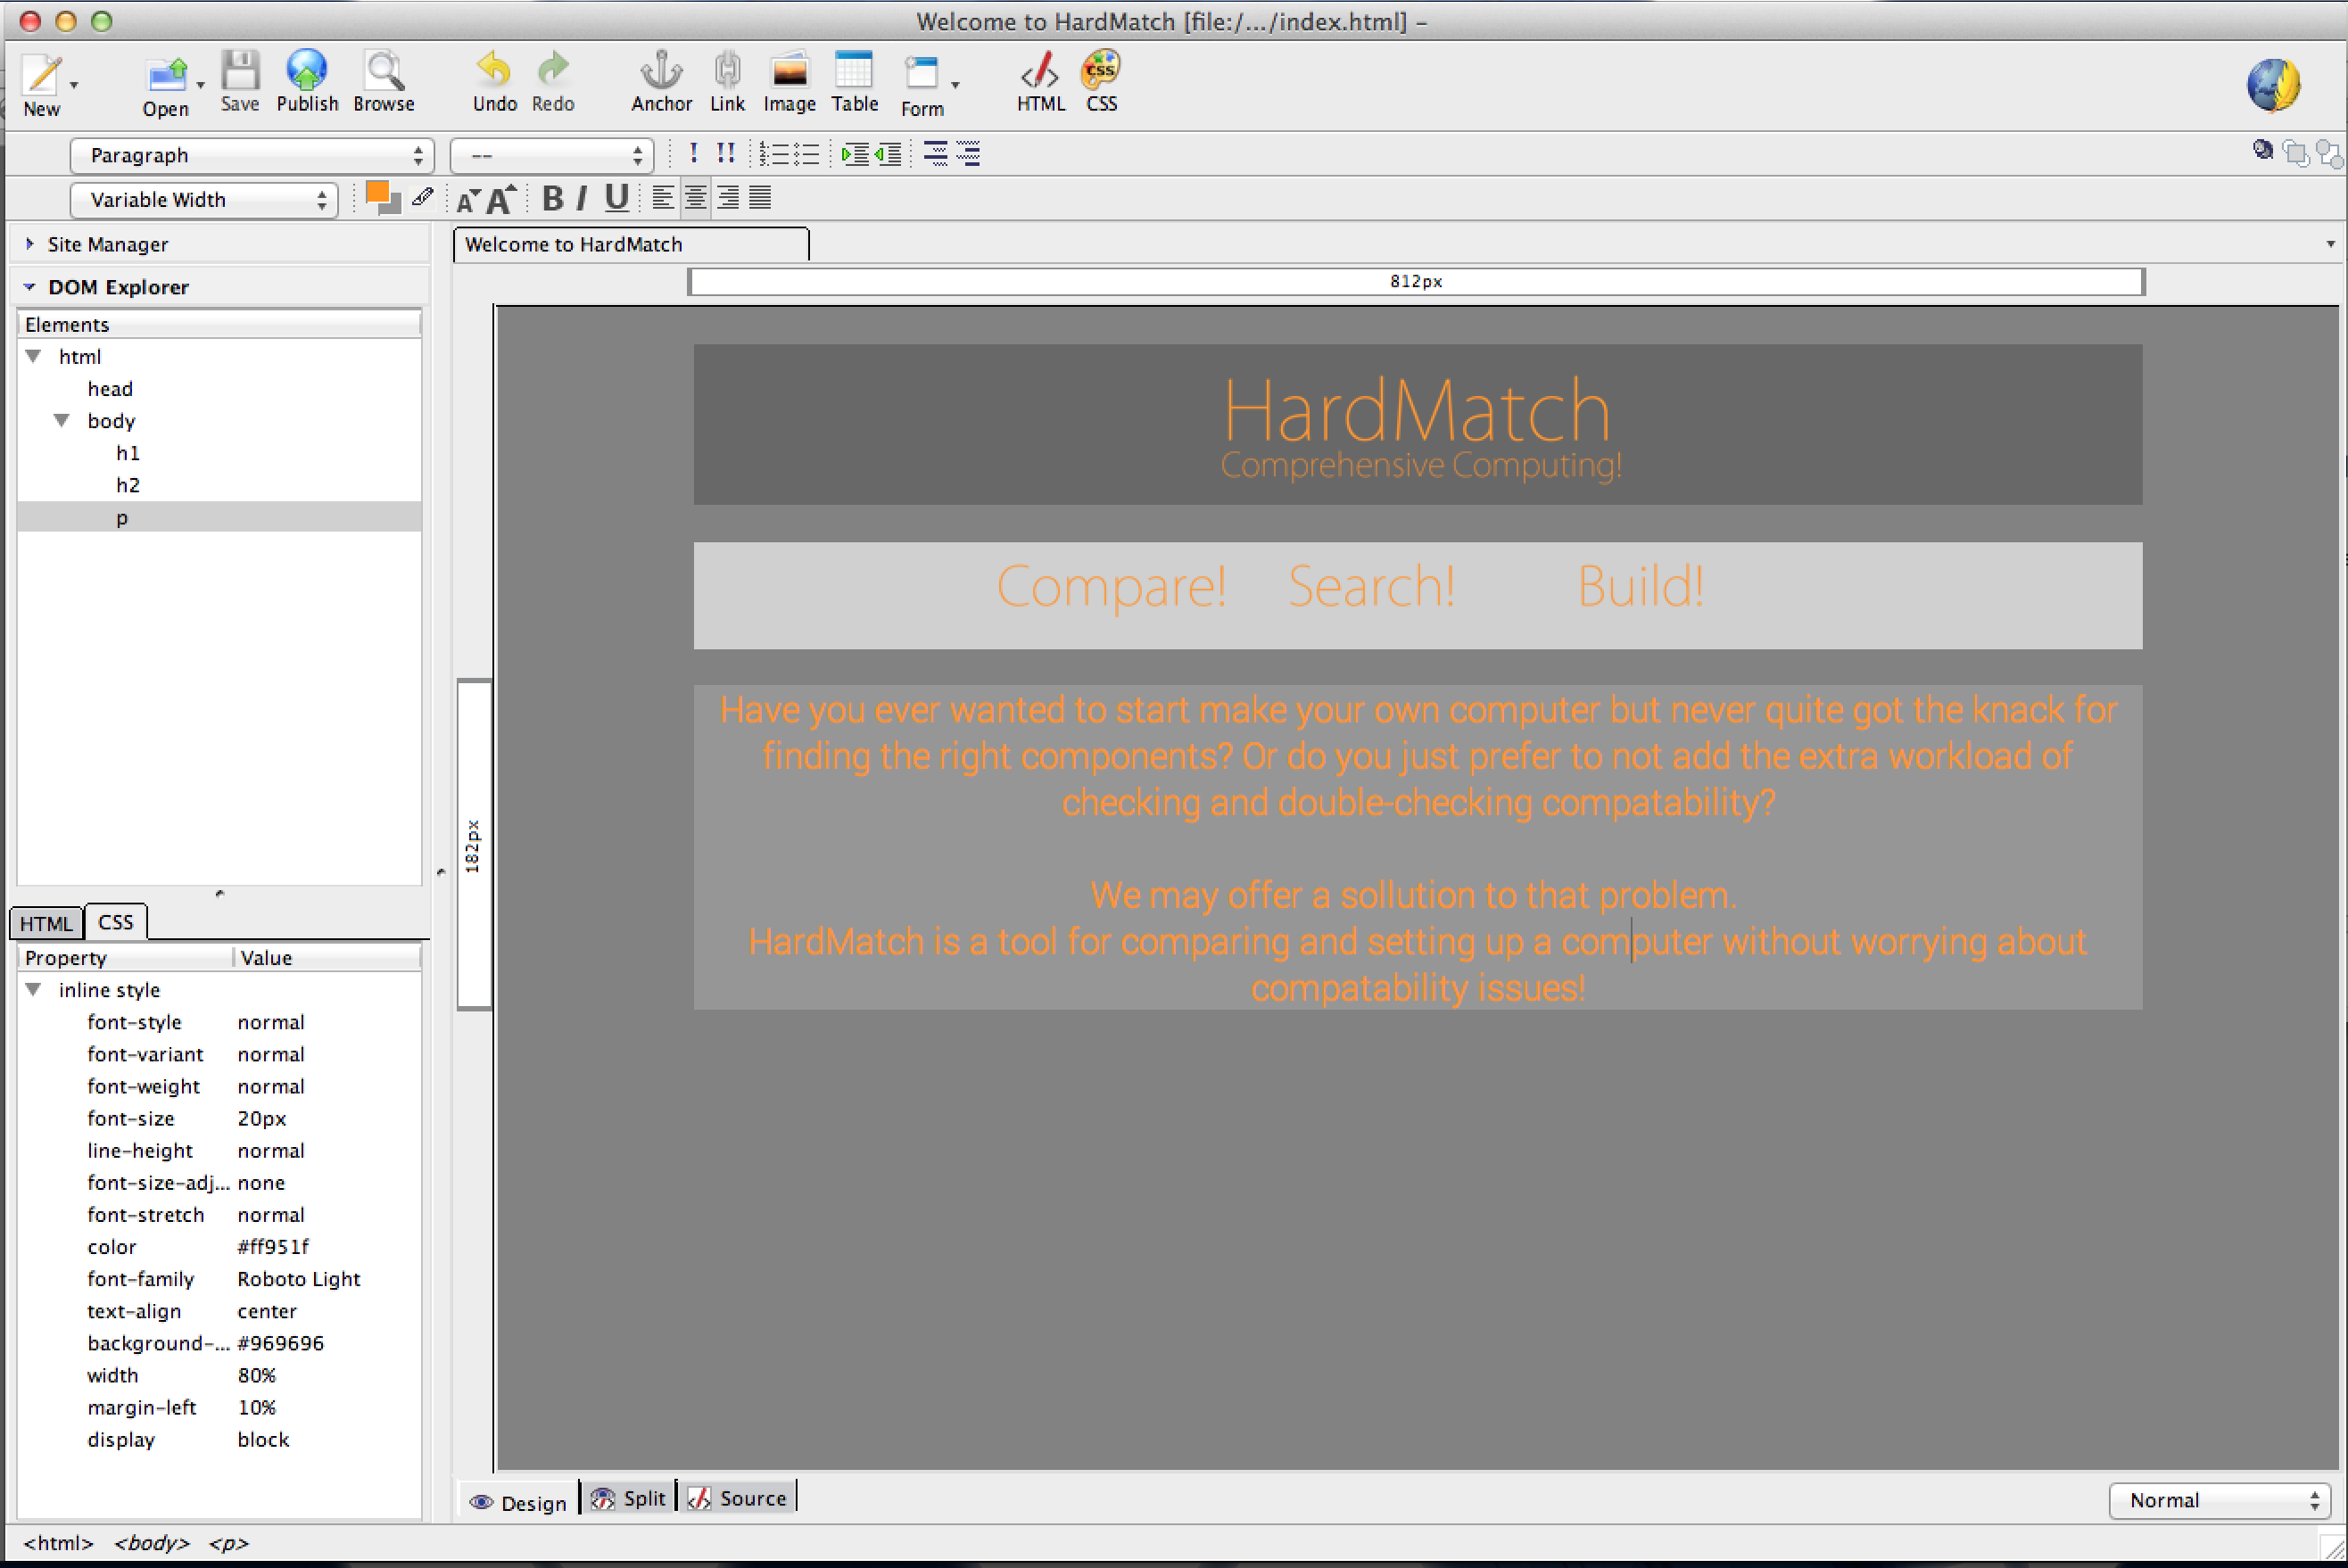 Welcome to HardMatch [file:/.../index.html] –
New Open Save Publish Browse Undo Redo Anchor Link Image Table Form HTML CSS
Paragraph -- ! !!
Variable Width A A B I U
Site Manager
Welcome to HardMatch
DOM Explorer
812px
Elements
html
head
body
h1
h2
p
HardMatch
Comprehensive Computing!
Compare! Search! Build!
Have you ever wanted to start make your own computer but never quite got the knack for
finding the right components? Or do you just prefer to not add the extra workload of
checking and double-checking compatability?
We may offer a sollution to that problem.
HardMatch is a tool for comparing and setting up a computer without worrying about
compatability issues!
182px
HTML CSS
Property Value
inline style
font-style normal
font-variant normal
font-weight normal
font-size 20px
line-height normal
font-size-adj... none
font-stretch normal
color #ff951f
font-family Roboto Light
text-align center
background-... #969696
width 80%
margin-left 10%
display block
Design Split Source
Normal
<html> <body> <p>